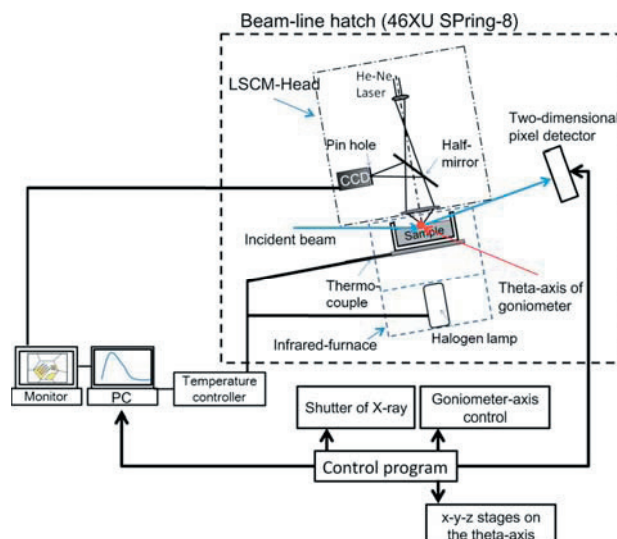 Beam-line hatch (46XU SPring-8)
He-Ne
Laser
LSCM-Head
Two-dimensional
pixel detector
Pin hole
Half-
mirror
CCD
Incident beam
Sample
Thermo-
couple
Theta-axis of
goniometer
Halogen lamp
Infrared-furnace
Monitor
PC
Temperature
controller
Shutter of X-ray
Goniometer-axis
control
Control program
x-y-z stages on
the theta-axis